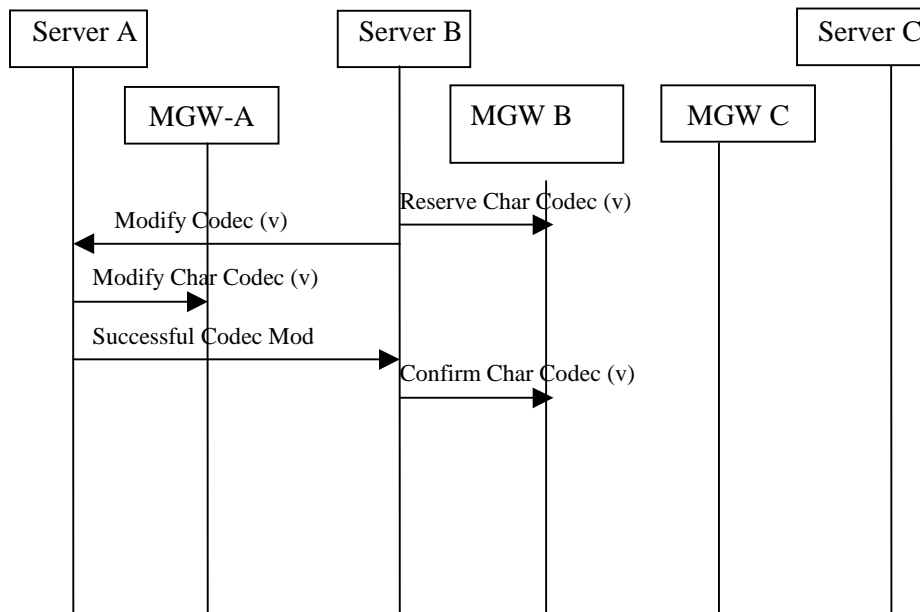 Server A
Server B
Server C
MGW-A
MGW B
MGW C
Reserve Char Codec (v)
Modify Codec (v)
Modify Char Codec (v)
Successful Codec Mod
Confirm Char Codec (v)